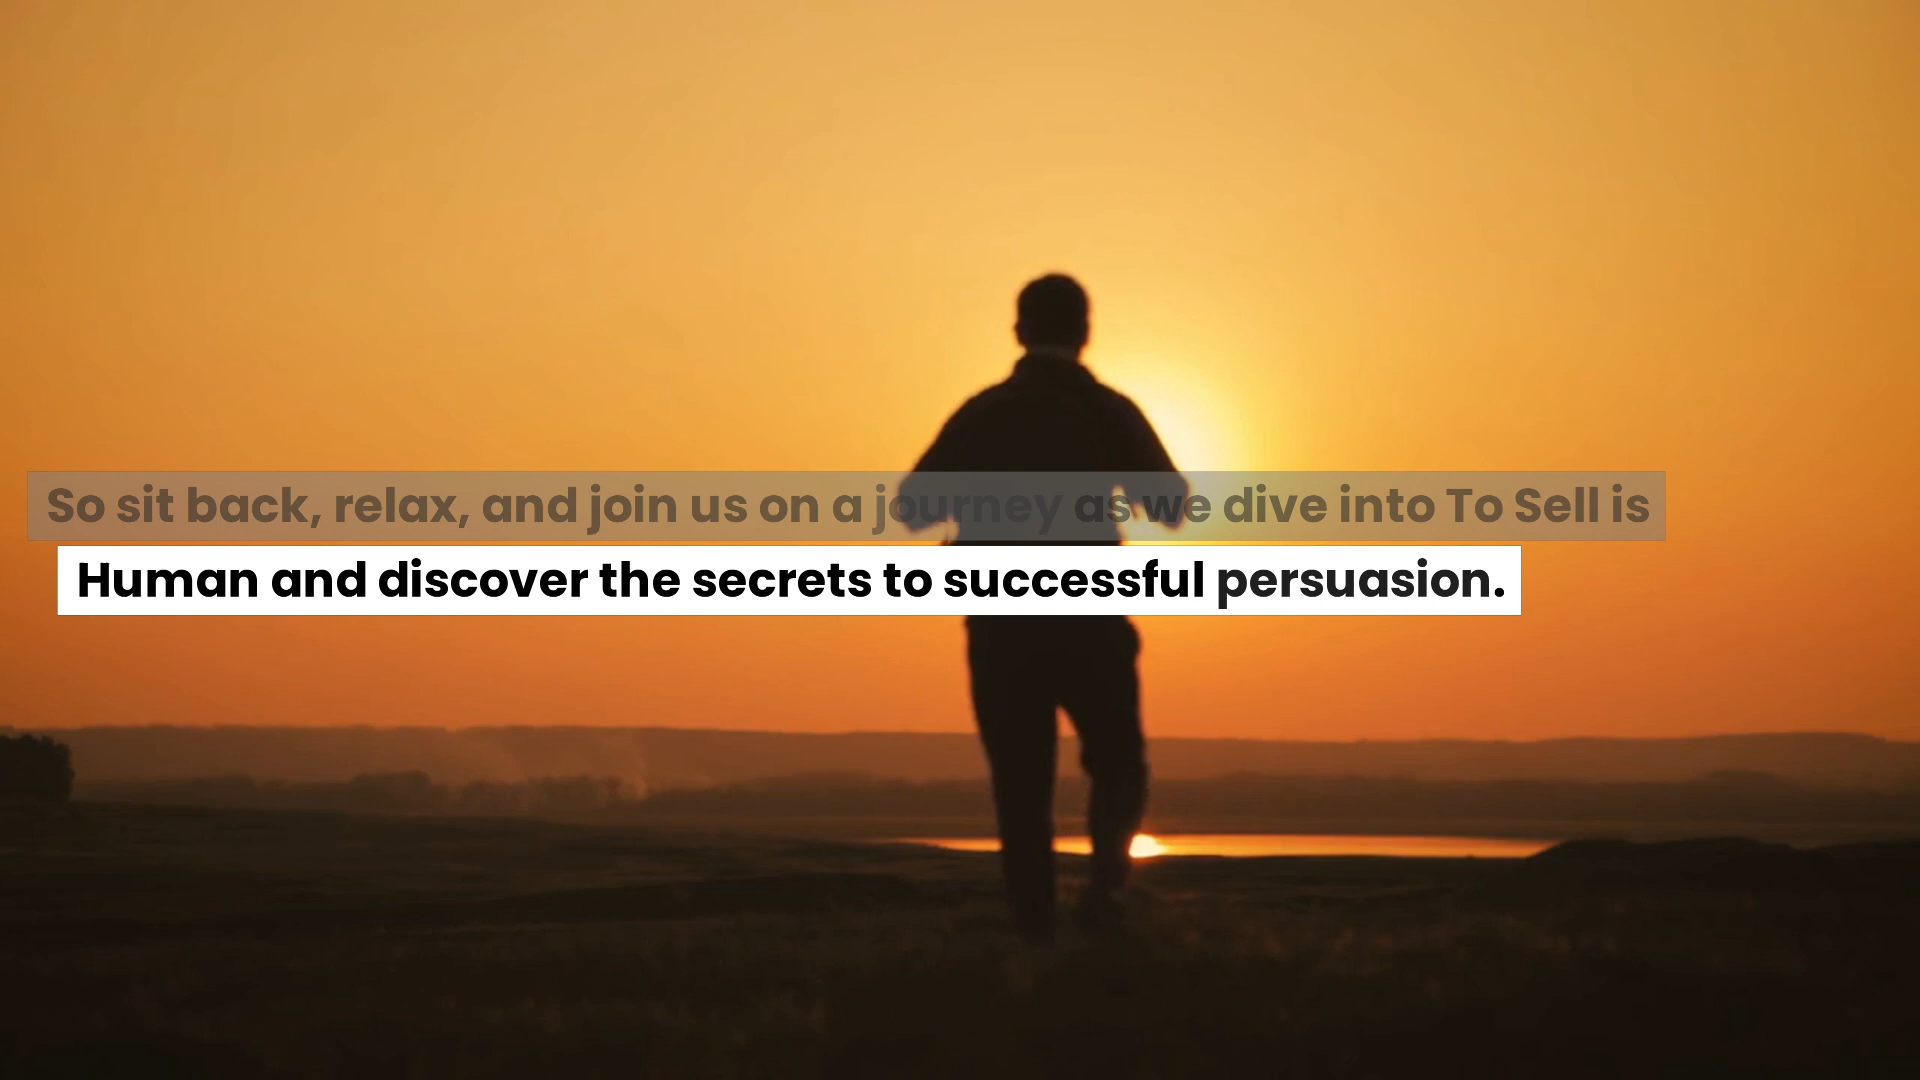 So sit back, relax, and join us on a journey as we dive into To Sell is
Human and discover the secrets to successful persuasion.